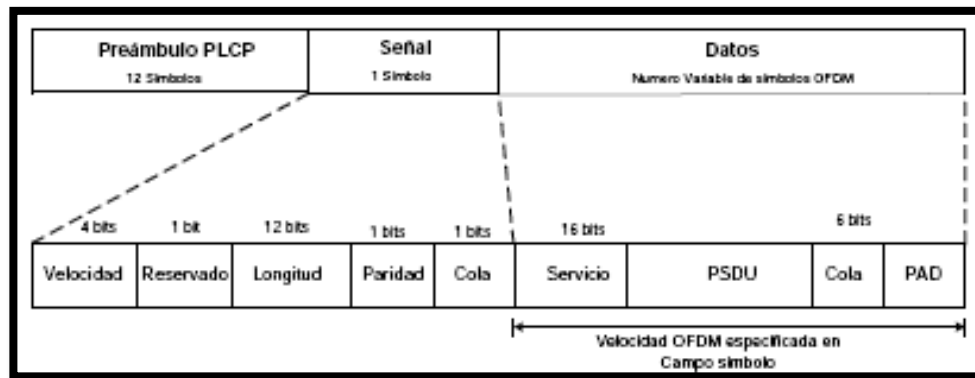 Preámbulo PLCP
12 Símbolos
Señal
1 Símbolo
Datos
Numero Variable de símbolos OFDM
4 bits
1 bit
12 bits
1 bits
1 bits
16 bits
6 bits
Velocidad
Reservado
Longitud
Paridad
Cola
Servicio
PSDU
Cola
PAD
Velocidad OFDM especificada en
Campo símbolo